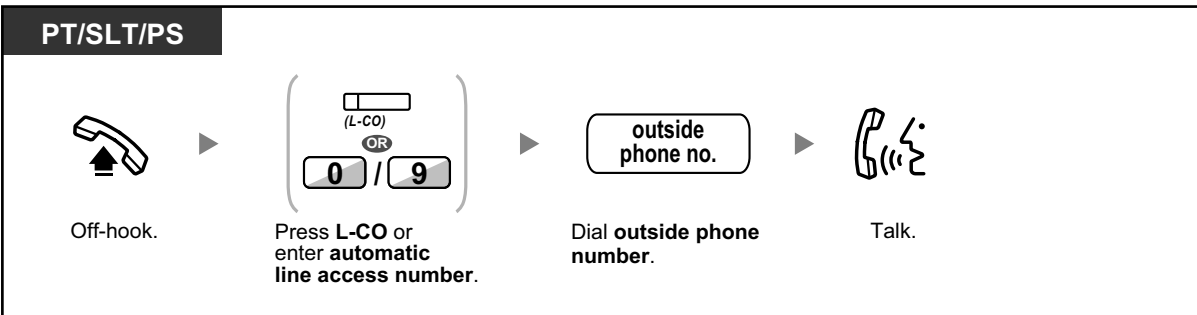 PT/SLT/PS
(L-CO)
OR
0 / 9
outside
phone no.
Off-hook.
Press L-CO or
enter automatic
line access number.
Dial outside phone
number.
Talk.